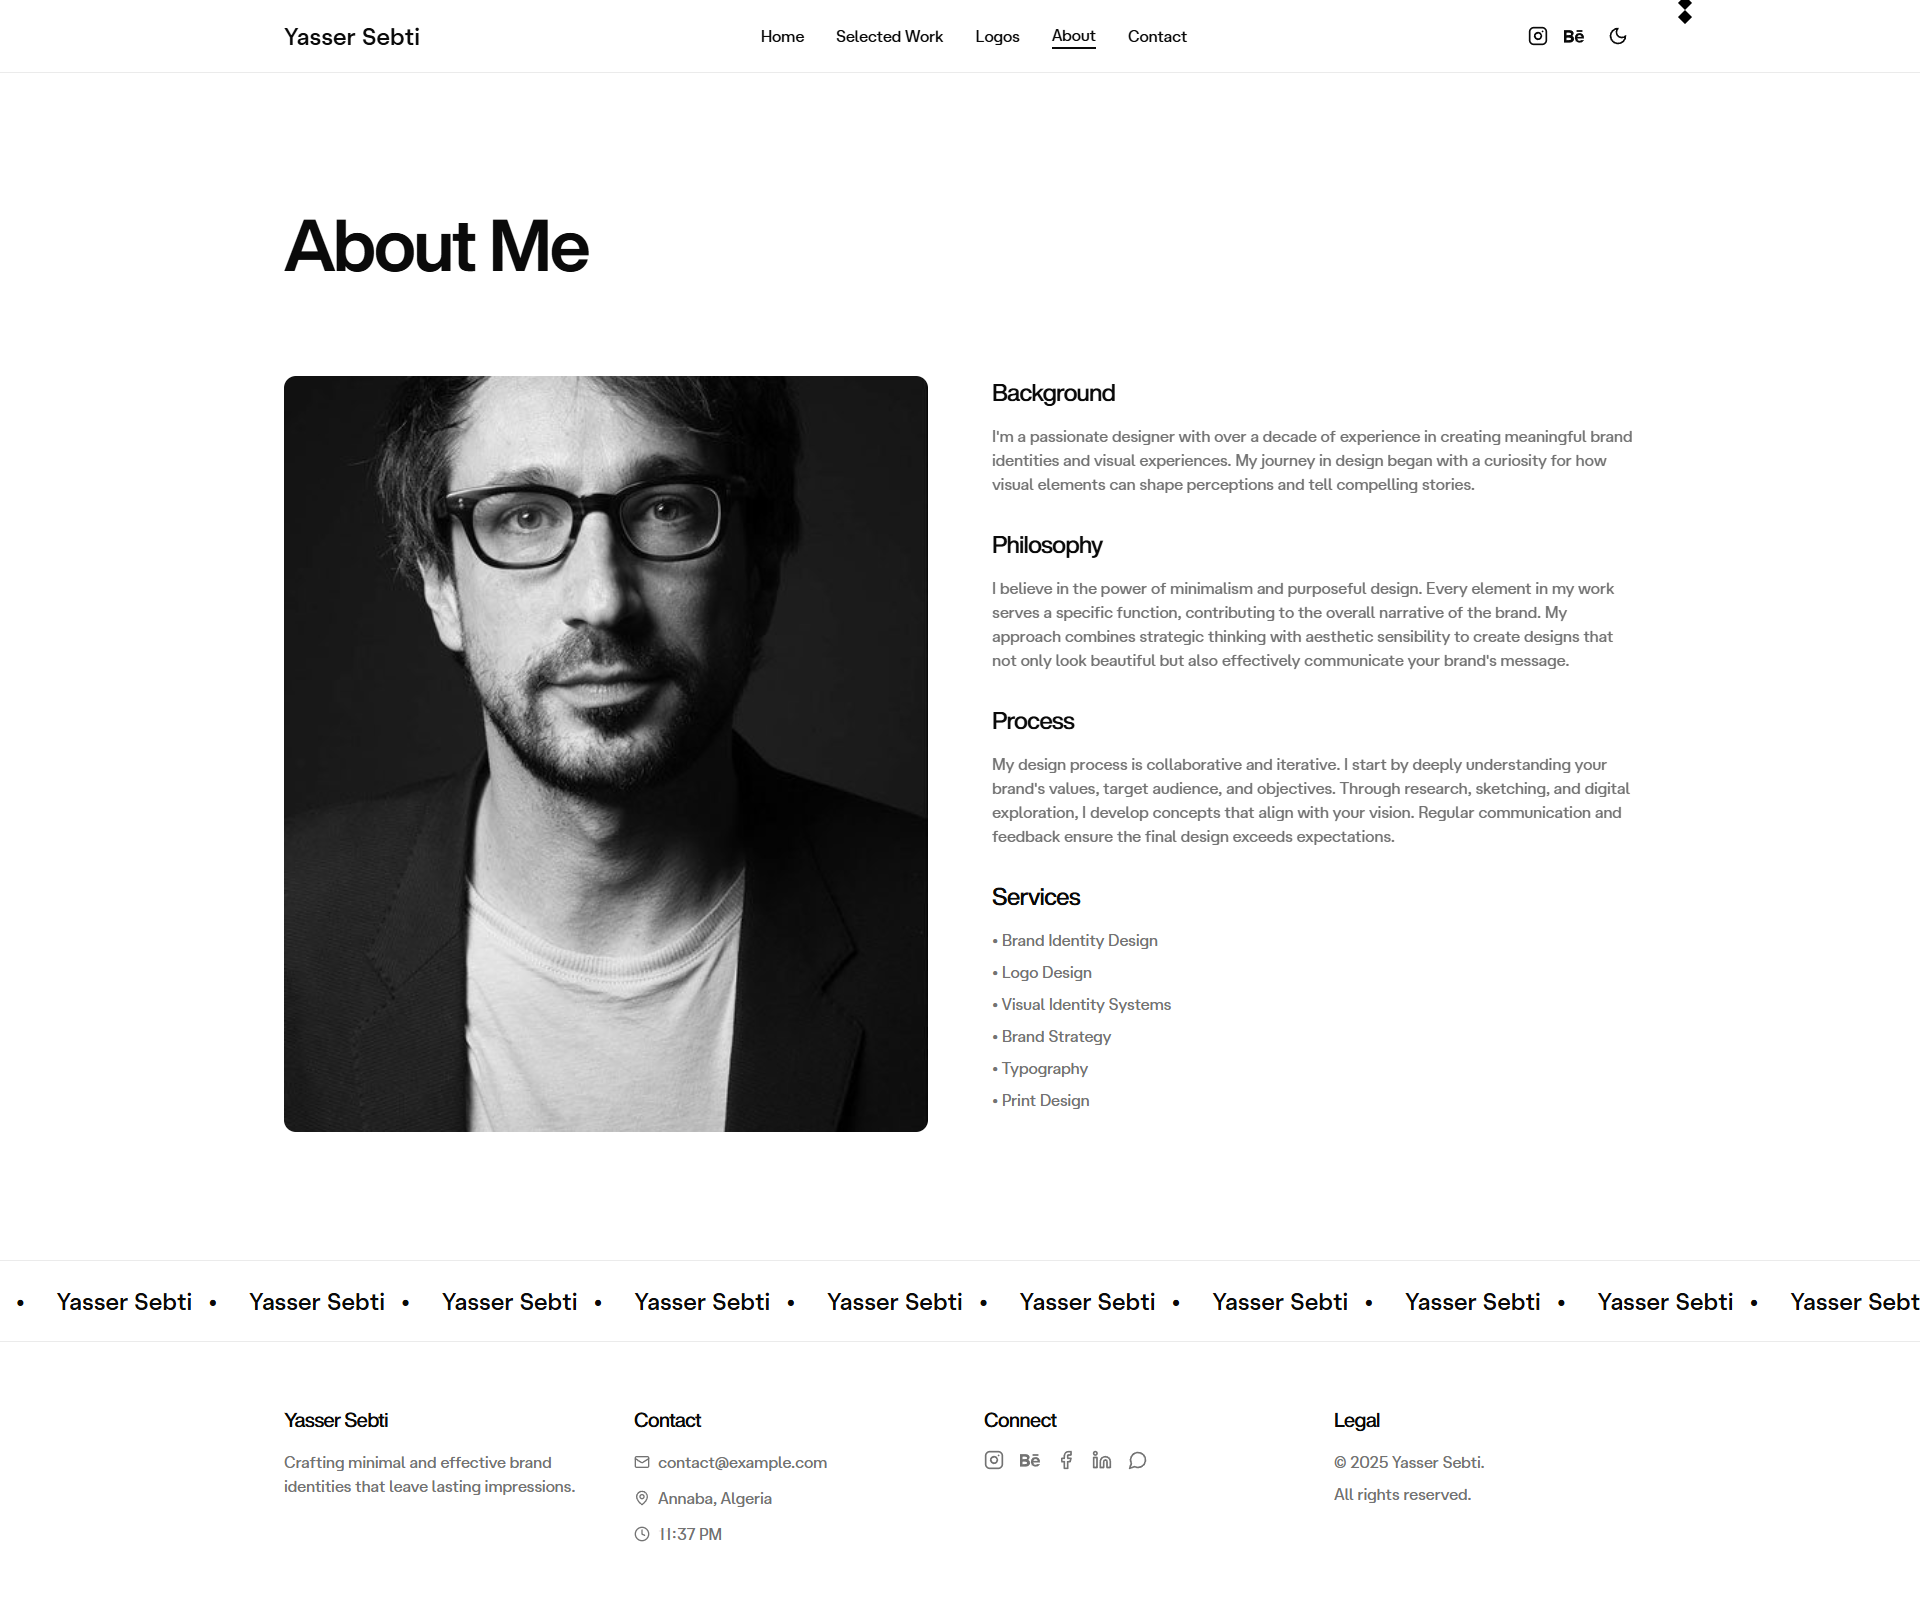 Yasser Sebti
Home Selected Work Logos About Contact
Bē
About Me
Background
I'm a passionate designer with over a decade of experience in creating meaningful brand
identities and visual experiences. My journey in design began with a curiosity for how
visual elements can shape perceptions and tell compelling stories.
Philosophy
I believe in the power of minimalism and purposeful design. Every element in my work
serves a specific function, contributing to the overall narrative of the brand. My
approach combines strategic thinking with aesthetic sensibility to create designs that
not only look beautiful but also effectively communicate your brand's message.
Process
My design process is collaborative and iterative. I start by deeply understanding your
brand's values, target audience, and objectives. Through research, sketching, and digital
exploration, I develop concepts that align with your vision. Regular communication and
feedback ensure the final design exceeds expectations.
Services
• Brand Identity Design
• Logo Design
• Visual Identity Systems
• Brand Strategy
• Typography
• Print Design
• Yasser Sebti • Yasser Sebti • Yasser Sebti • Yasser Sebti • Yasser Sebti • Yasser Sebti • Yasser Sebti • Yasser Sebti • Yasser Sebti • Yasser Sebt
Yasser Sebti
Crafting minimal and effective brand
identities that leave lasting impressions.
Contact
contact@example.com
Annaba, Algeria
11:37 PM
Connect
Bē
Legal
© 2025 Yasser Sebti.
All rights reserved.